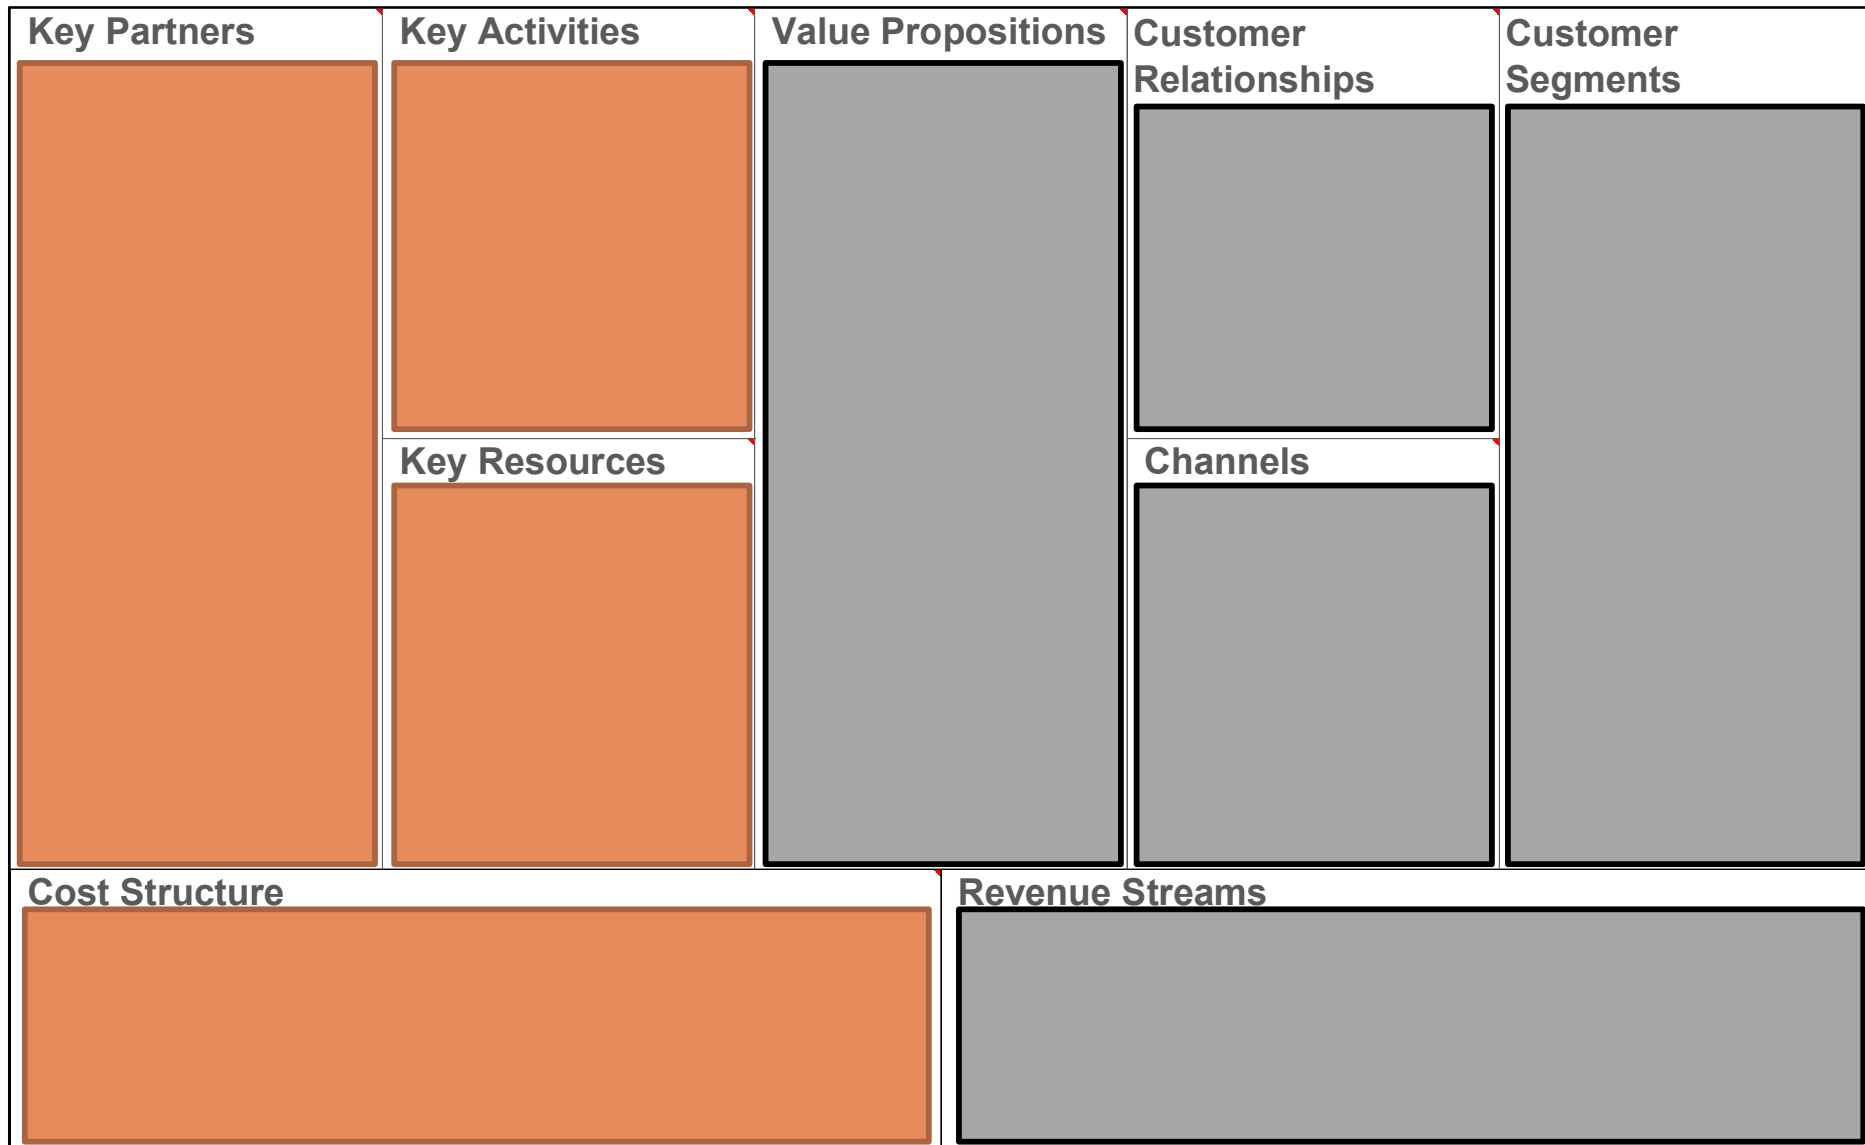 Key Partners
Key Activities
Value Propositions
Customer
Relationships
Customer
Segments
Key Resources
Channels
Cost Structure
Revenue Streams